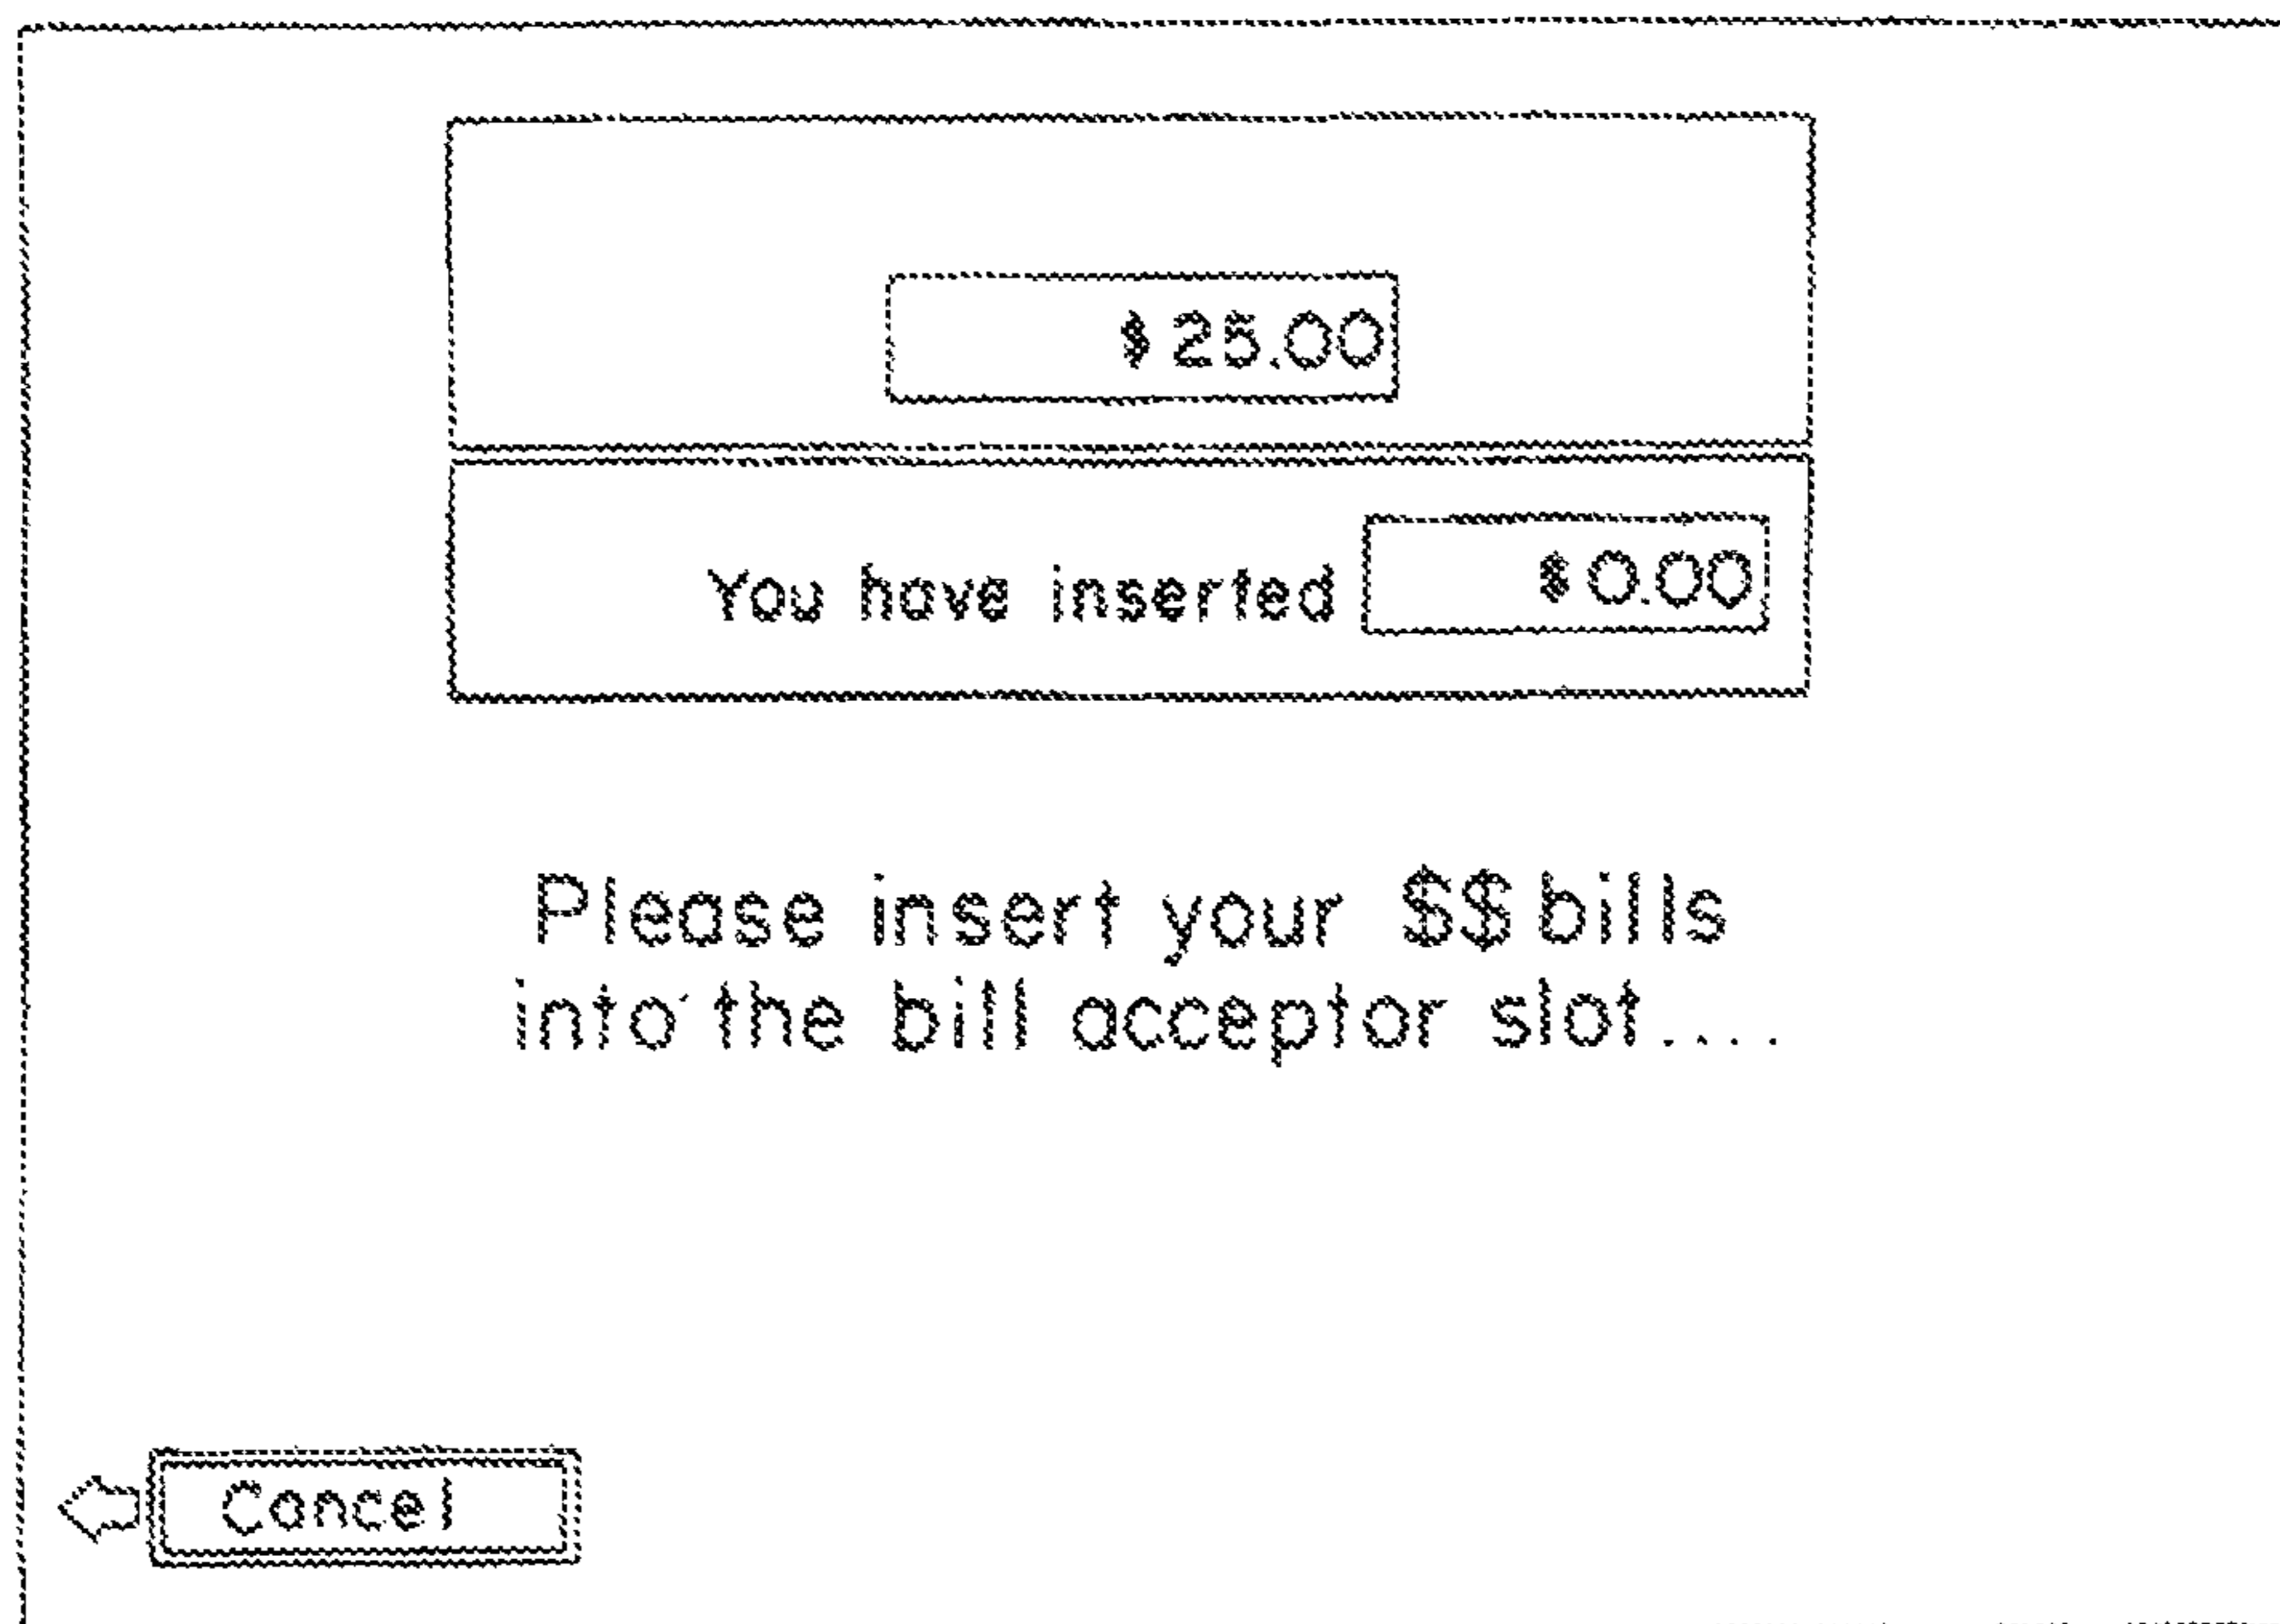 $25.00
You have inserted $0.00
Please insert your $$ bills
into the bill acceptor slot....
Cancel